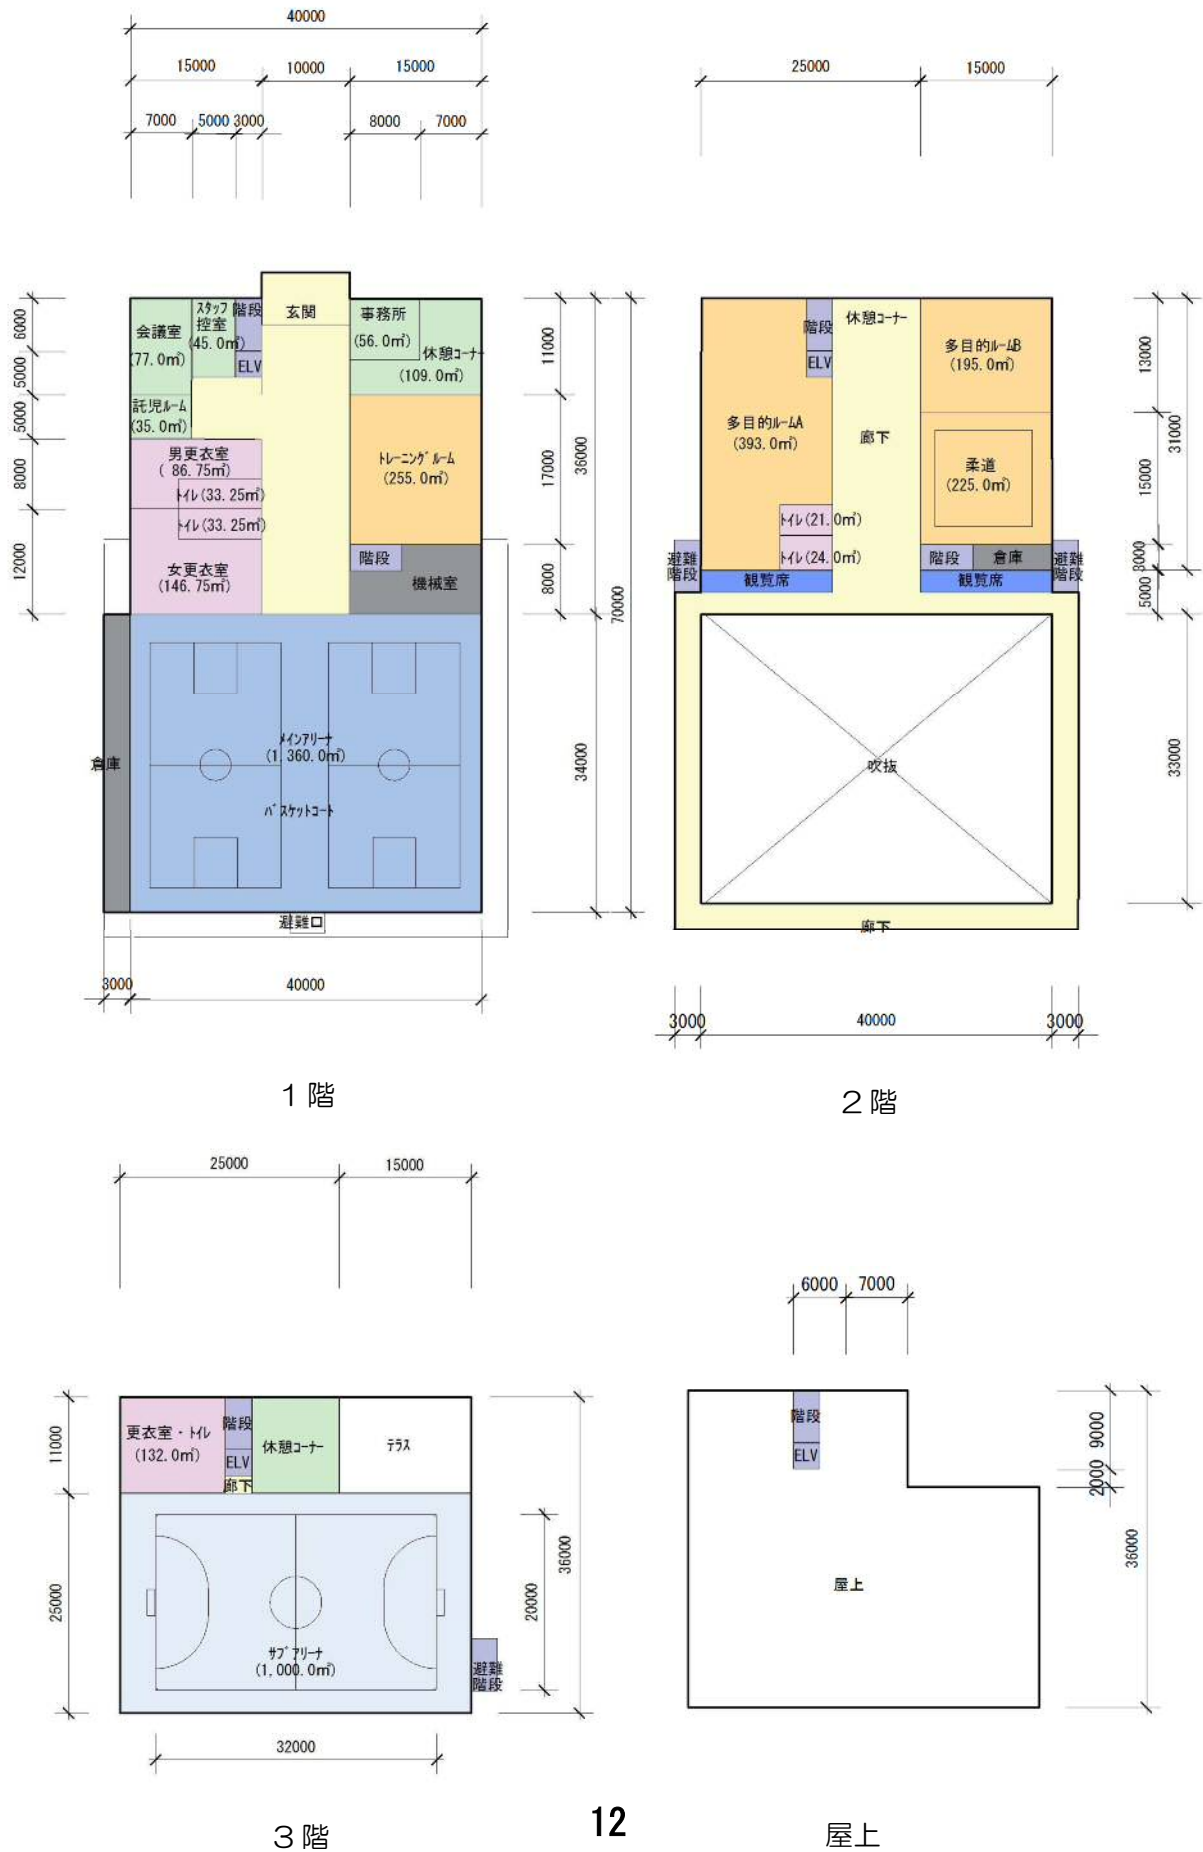 40000
15000 10000 15000
7000 5000 3000 8000 7000
25000 15000
6000
5000
5000
8000
12000
会議室
(77.0㎡)
スタッフ
控室
(45.0㎡)
階段
ELV
玄関
事務所
(56.0㎡)
休憩コーナー
(109.0㎡)
託児ルーム
(35.0㎡)
男更衣室
( 86.75㎡)
トイレ(33.25㎡)
トイレ(33.25㎡)
女更衣室
(146.75㎡)
トレーニングルーム
(255.0㎡)
階段
機械室
倉庫
メインアリーナ
(1,360.0㎡)
バスケットコート
避難口
11000
17000
8000
36000
34000
70000
3000 40000
1階
階段
ELV
休憩コーナー
多目的ルームB
(195.0㎡)
多目的ルームA
(393.0㎡)
廊下
柔道
(225.0㎡)
トイレ(21.0㎡)
トイレ(24.0㎡)
避難
階段
階段
倉庫
避難
階段
観覧席
観覧席
吹抜
廊下
13000
15000
3000
5000
31000
33000
3000 40000 3000
2階
25000 15000
11000
25000
更衣室・トイレ
(132.0㎡)
階段
ELV
廊下
休憩コーナー
テラス
サブアリーナ
(1,000.0㎡)
避難
階段
20000
36000
32000
3階
6000 7000
階段
ELV
屋上
9000
2000
36000
屋上
12